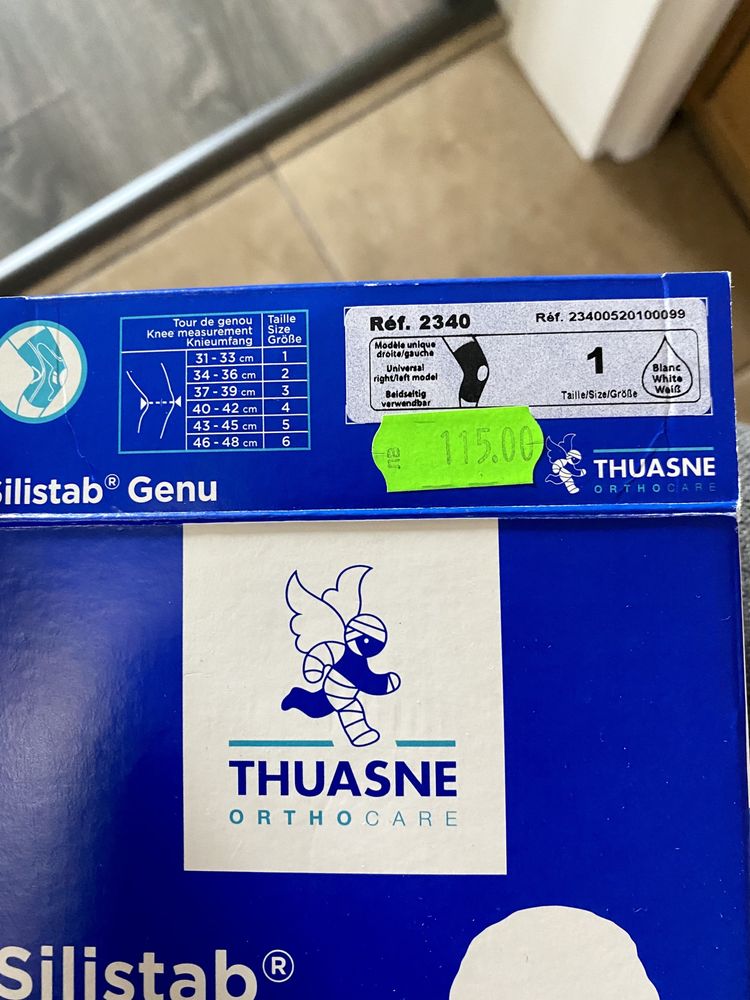 Tour de genou
Knee measurement
Knieumfang
Taille
Size
Größe
31 - 33 cm 1
34 - 36 cm 2
37 - 39 cm 3
40 - 42 cm 4
43 - 45 cm 5
46 - 48 cm 6
Réf. 2340
Réf. 23400520100099
Modèle unique
droite/gauche
Universal
right/left model
Beidseitig
verwendbar
1
Taille/Size/Größe
Blanc
White
Weiß
115.00
Silistab® Genu
THUASNE
ORTHOCARE
THUASNE
ORTHOCARE
Silistab®